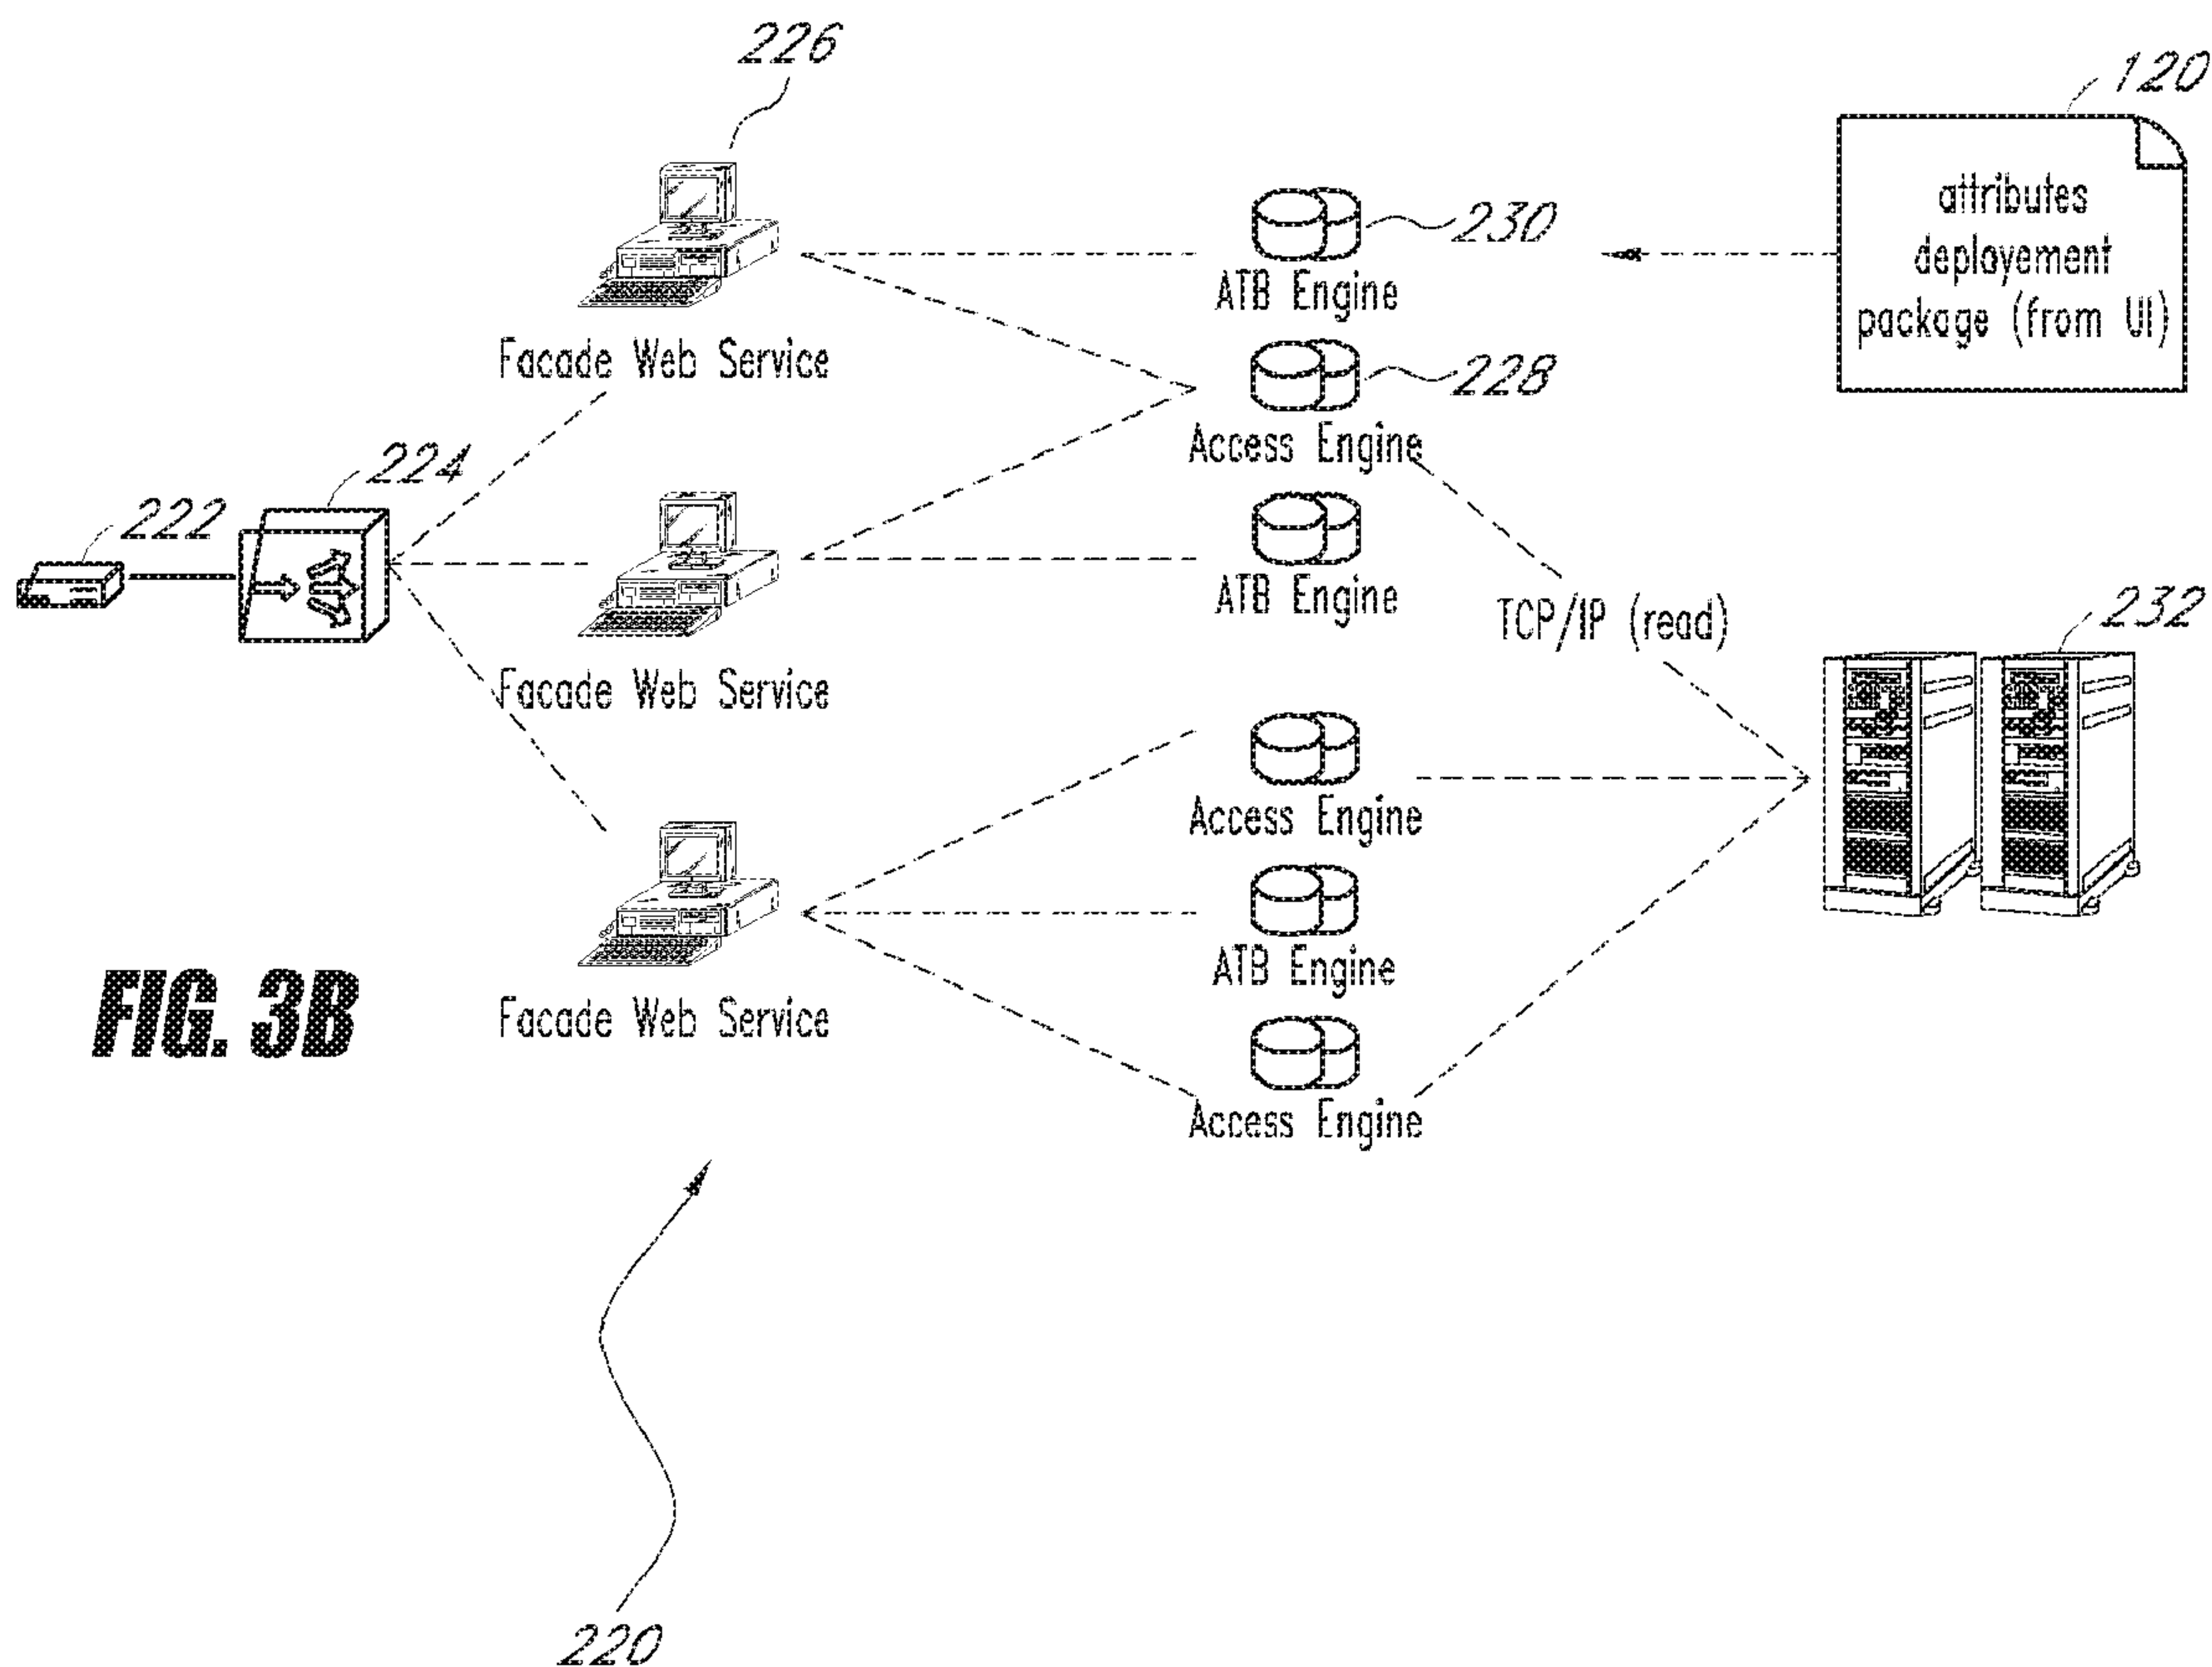 226
120
attributes
deployement
package (from UI)
230
ATB Engine
Facade Web Service
228
Access Engine
224
222
ATB Engine
TCP/IP (read)
232
Facade Web Service
Access Engine
ATB Engine
FIG. 3B
Facade Web Service
Access Engine
220